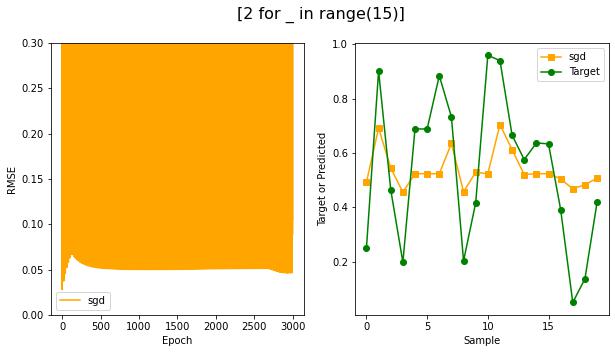 [2 for _ in range(15)]
0.30
0.25
0.20
0.15
0.10
0.05
0.00
RMSE
sgd
0 500 1000 1500 2000 2500 3000
Epoch
1.0
0.8
0.6
0.4
0.2
Target or Predicted
sgd
Target
0 5 10 15
Sample